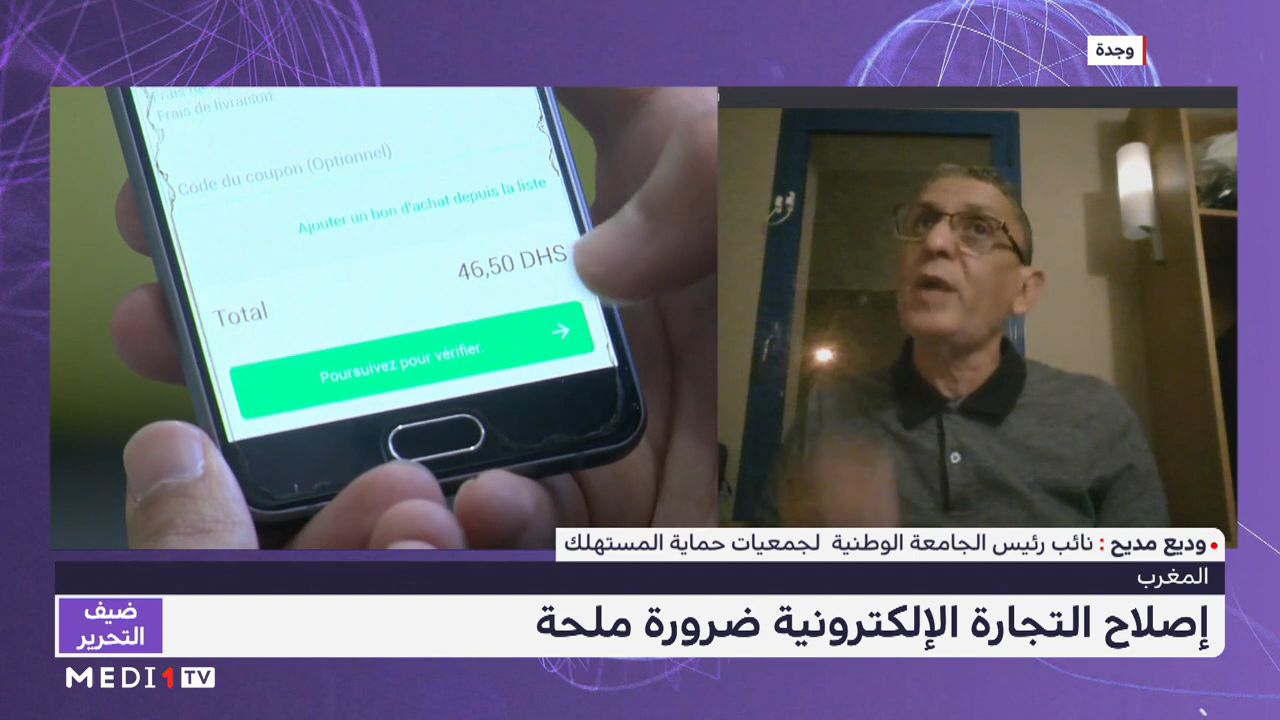 وجدة
Frais de livraison
Code du coupon (Optionnel)
Ajouter un bon d'achat depuis la liste
46,50 DHS
Total
Poursuivez pour vérifier.
• وديع مديح : نائب رئيس الجامعة الوطنية لجمعيات حماية المستهلك
المغرب
إصلاح التجارة الإلكترونية ضرورة ملحة
ضيف
التحرير
MEDI1 TV